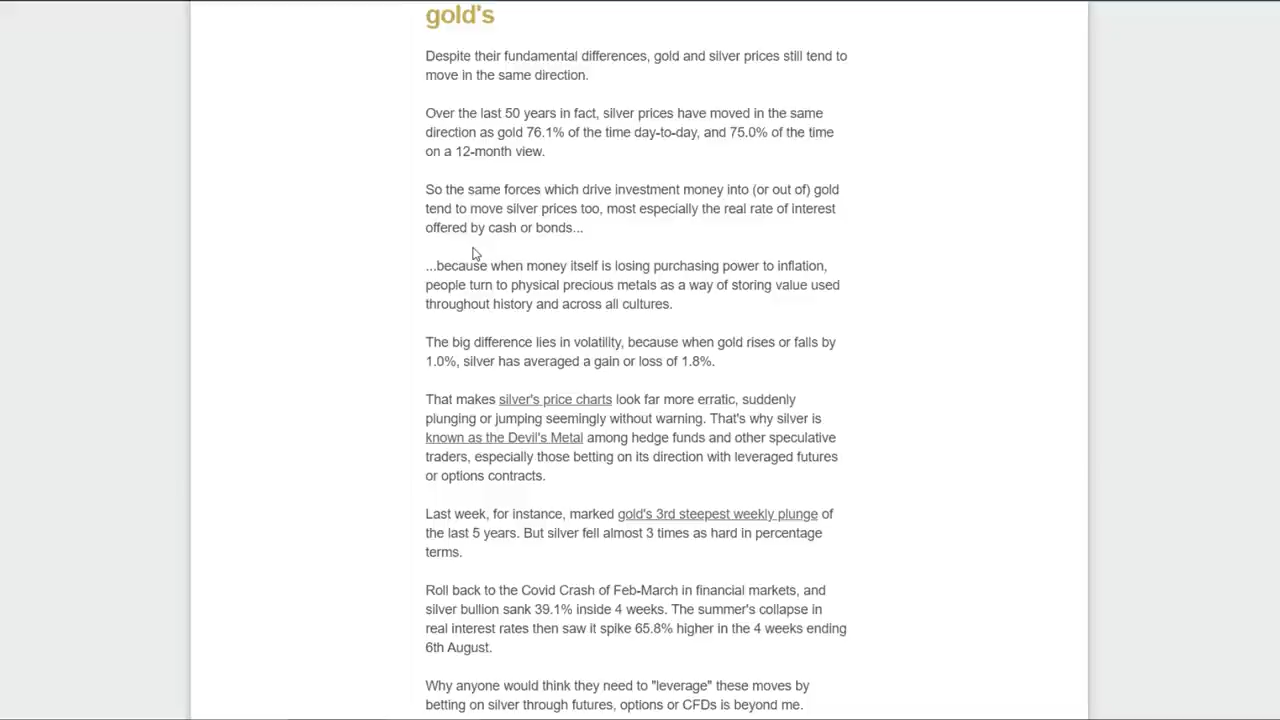 gold's
Despite their fundamental differences, gold and silver prices still tend to
move in the same direction.
Over the last 50 years in fact, silver prices have moved in the same
direction as gold 76.1% of the time day-to-day, and 75.0% of the time
on a 12-month view.
So the same forces which drive investment money into (or out of) gold
tend to move silver prices too, most especially the real rate of interest
offered by cash or bonds...
...because when money itself is losing purchasing power to inflation,
people turn to physical precious metals as a way of storing value used
throughout history and across all cultures.
The big difference lies in volatility, because when gold rises or falls by
1.0%, silver has averaged a gain or loss of 1.8%.
That makes silver's price charts look far more erratic, suddenly
plunging or jumping seemingly without warning. That's why silver is
known as the Devil's Metal among hedge funds and other speculative
traders, especially those betting on its direction with leveraged futures
or options contracts.
Last week, for instance, marked gold's 3rd steepest weekly plunge of
the last 5 years. But silver fell almost 3 times as hard in percentage
terms.
Roll back to the Covid Crash of Feb-March in financial markets, and
silver bullion sank 39.1% inside 4 weeks. The summer's collapse in
real interest rates then saw it spike 65.8% higher in the 4 weeks ending
6th August.
Why anyone would think they need to "leverage" these moves by
betting on silver through futures, options or CFDs is beyond me.